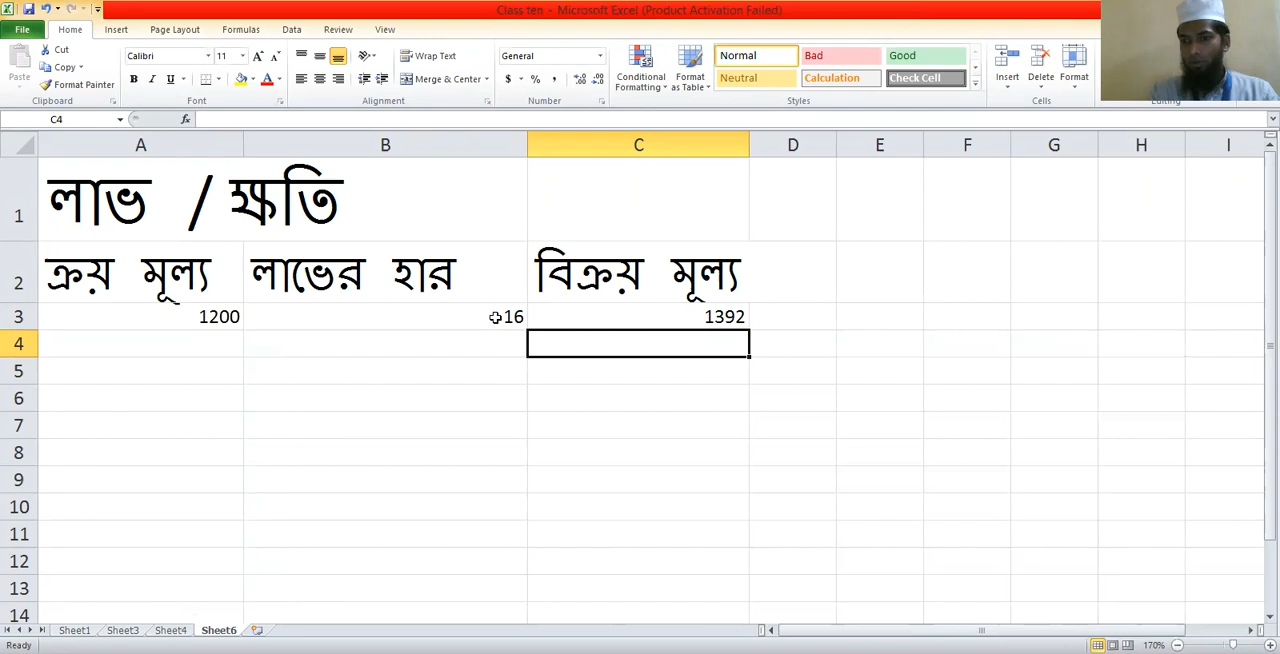 Class ten - Microsoft Excel (Product Activation Failed)
File Home Insert Page Layout Formulas Data Review View
Paste Cut Copy Format Painter Clipboard
Calibri 11 A A B I U A Font
Wrap Text Merge & Center Alignment
General $ % , Number
Conditional Formatting Format as Table
Normal Bad Good
Neutral Calculation Check Cell
Styles
Insert Delete Format
Cells Editing
C4 fx
A B C D E F G H I
1 লাভ / ক্ষতি
2 ক্রয় মূল্য লাভের হার বিক্রয় মূল্য
3 1200 16 1392
4
5
6
7
8
9
10
11
12
13
14
Sheet1 Sheet3 Sheet4 Sheet6
Ready 170%